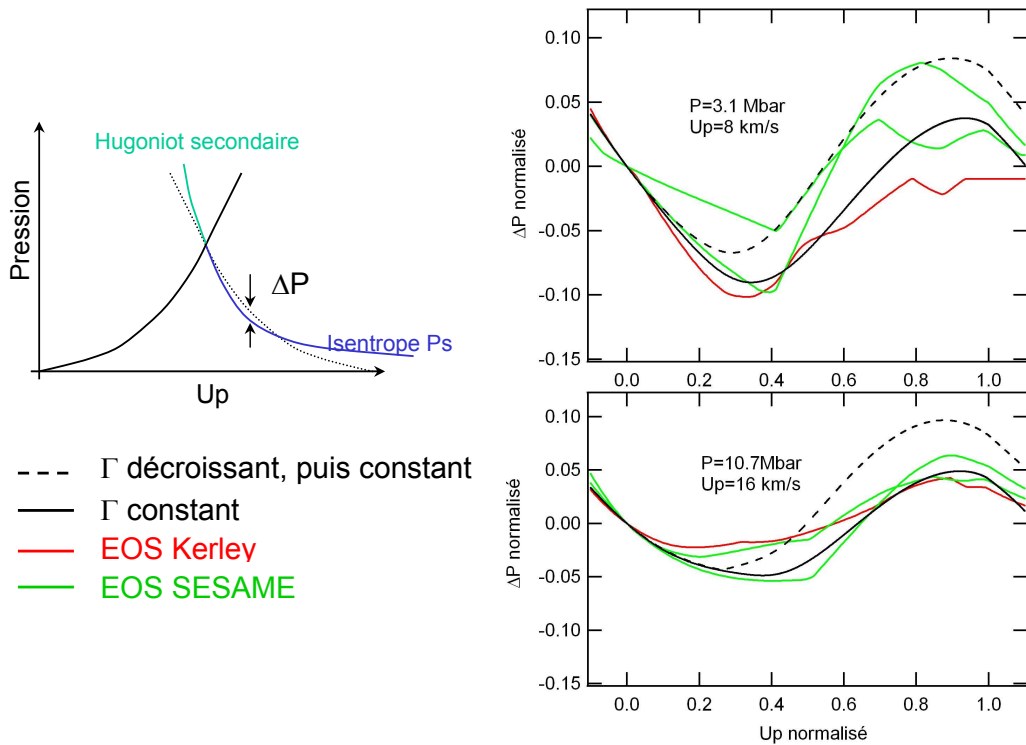 Hugoniot secondaire
Pression
ΔP
Isentrope Ps
Up
Γ décroissant, puis constant
Γ constant
EOS Kerley
EOS SESAME
0.10
0.05
0.00
-0.05
-0.10
-0.15
ΔP normalisé
P=3.1 Mbar
Up=8 km/s
0.0 0.2 0.4 0.6 0.8 1.0
0.10
0.05
0.00
-0.05
-0.10
-0.15
ΔP normalisé
P=10.7Mbar
Up=16 km/s
0.0 0.2 0.4 0.6 0.8 1.0
Up normalisé